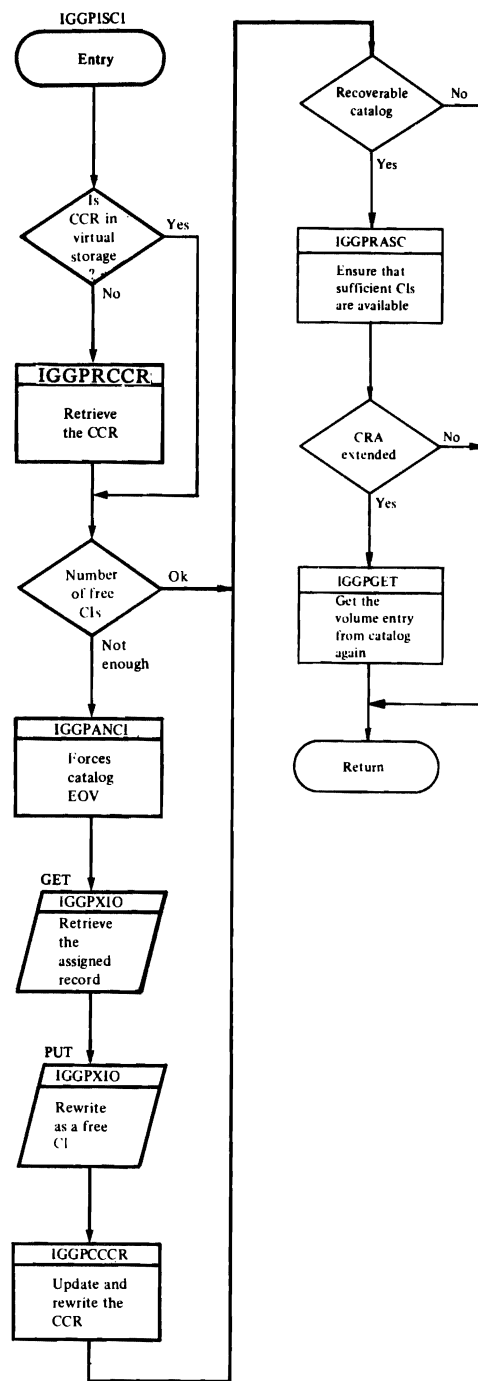 IGGPISCI
Entry
Is
CCR in
virtual
storage
?
Yes
No
IGGPRCCR
Retrieve
the CCR
Number
of free
CIs
Ok
Not
enough
IGGPANCI
Forces
catalog
EOV
GET
IGGPXIO
Retrieve
the
assigned
record
PUT
IGGPXIO
Rewrite
as a free
CI
IGGPCCCR
Update and
rewrite the
CCR
Recoverable
catalog
No
Yes
IGGPRASC
Ensure that
sufficient CIs
are available
CRA
extended
No
Yes
IGGPGET
Get the
volume entry
from catalog
again
Return